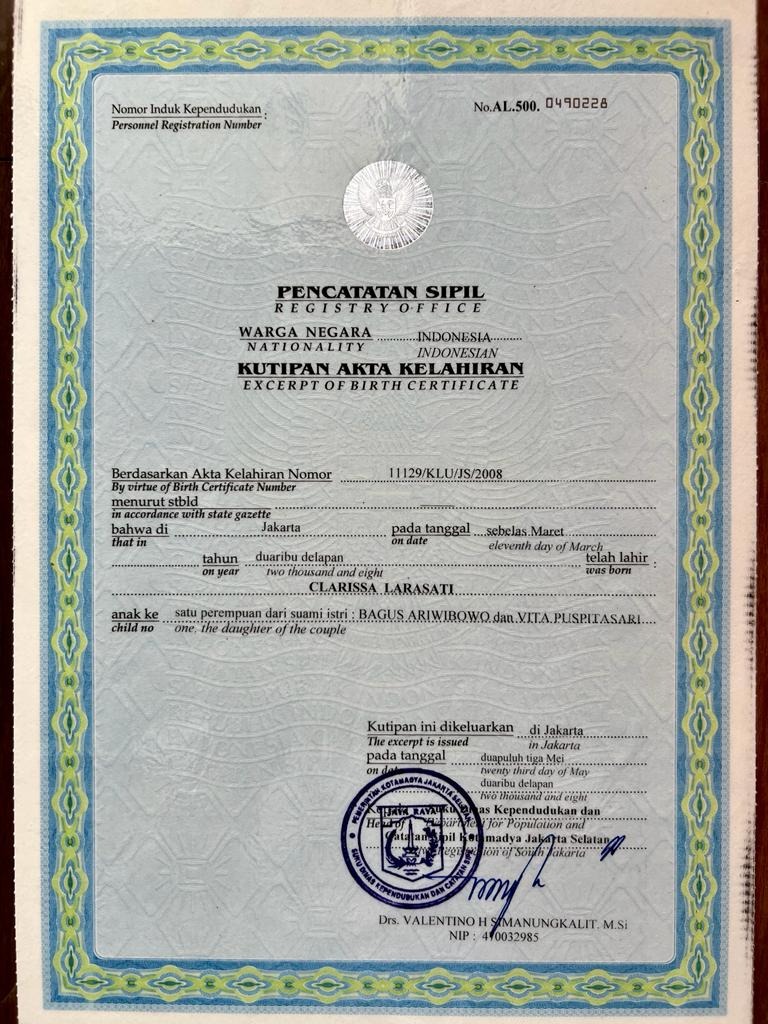 Nomor Induk Kependudukan :
Personnel Registration Number
No.AL.500. 0490228
PENCATATAN SIPIL
REGISTRY OFFICE
WARGA NEGARA INDONESIA
NATIONALITY INDONESIAN
KUTIPAN AKTA KELAHIRAN
EXCERPT OF BIRTH CERTIFICATE
Berdasarkan Akta Kelahiran Nomor 11129/KLU/JS/2008
By virtue of Birth Certificate Number
menurut stbld
in accordance with state gazette
bahwa di Jakarta pada tanggal sebelas Maret
that in on date eleventh day of March
tahun duaribu delapan telah lahir :
on year two thousand and eight was born
CLARISSA LARASATI
anak ke satu perempuan dari suami istri : BAGUS ARIWIBOWO dan VITA PUSPITASARI
child no one, the daughter of the couple
Kutipan ini dikeluarkan di Jakarta
The excerpt is issued in Jakarta
pada tanggal duapuluh tiga Mei
on date twenty third day of May
duaribu delapan
two thousand and eight
Suku Dinas Kependudukan dan
Head of Department for Population and
Catatan Sipil Kotamadya Jakarta Selatan
of South Jakarta
PEMERINTAH KOTAMADYA JAKARTA SELATAN
JAYA RAYA
SUKU DINAS KEPENDUDUKAN DAN CATATAN SIPIL
Drs. VALENTINO H SIMANUNGKALIT. M.Si
NIP : 470032985